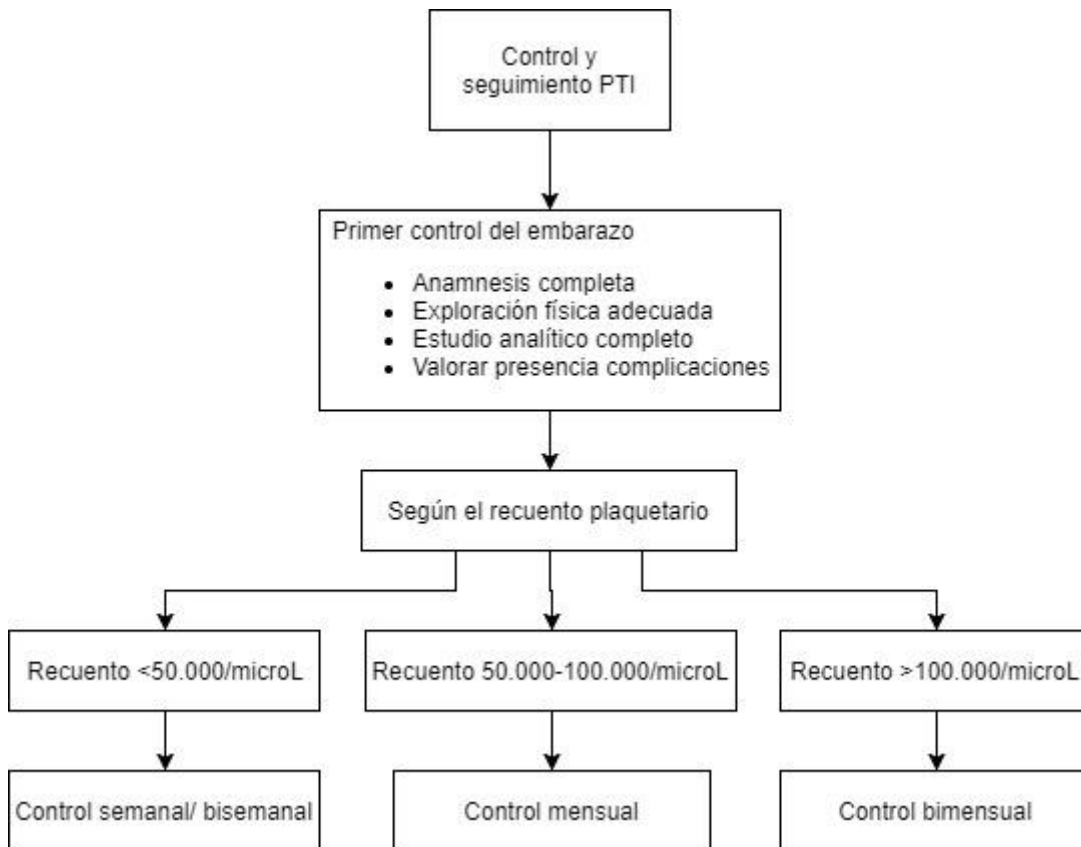 Control y
seguimiento PTI
Primer control del embarazo
• Anamnesis completa
• Exploración física adecuada
• Estudio analítico completo
• Valorar presencia complicaciones
Según el recuento plaquetario
Recuento <50.000/microL
Recuento 50.000-100.000/microL
Recuento >100.000/microL
Control semanal/ bisemanal
Control mensual
Control bimensual